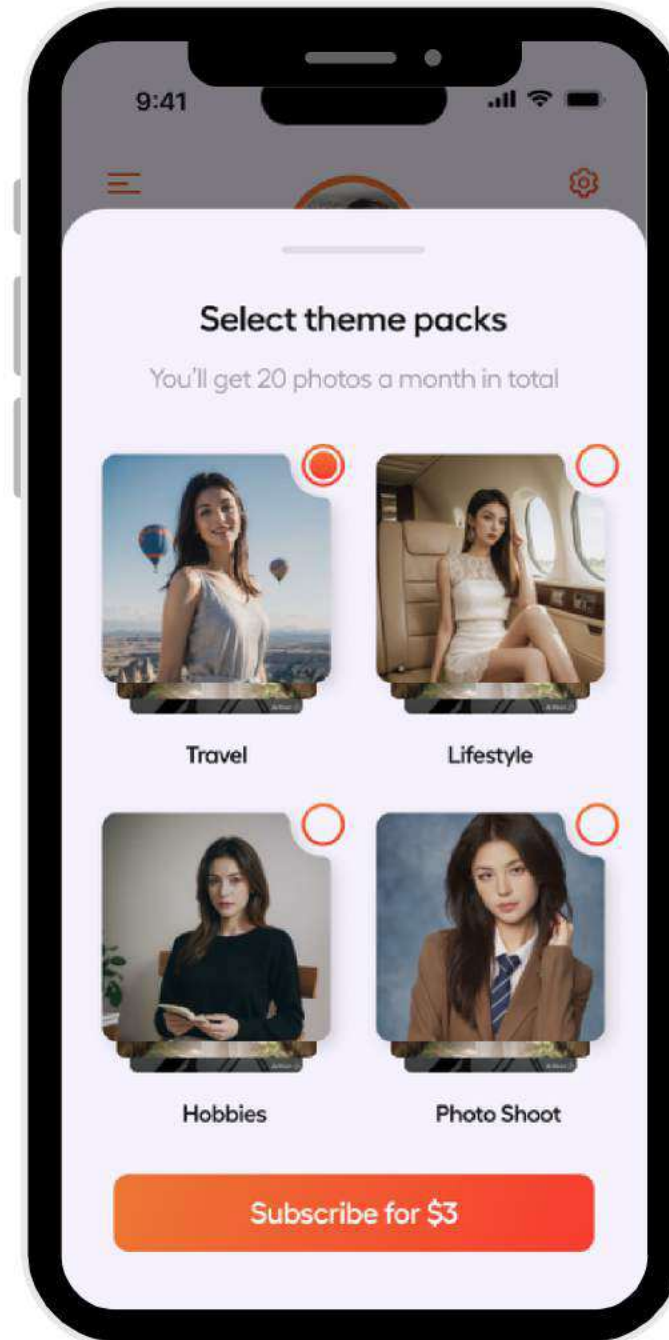 9:41
Select theme packs
You'll get 20 photos a month in total
Travel
Lifestyle
Hobbies
Photo Shoot
Subscribe for $3